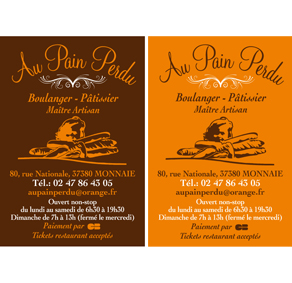 Au Pain Perdu
Boulanger - Pâtissier
Maître Artisan
80, rue Nationale, 37380 MONNAIE
Tél.: 02 47 86 43 05
aupainperdu@orange.fr
Ouvert non-stop
du lundi au samedi de 6h30 à 19h30
Dimanche de 7h à 13h (fermé le mercredi)
Paiement par CB
Tickets restaurant acceptés
Au Pain Perdu
Boulanger - Pâtissier
Maître Artisan
80, rue Nationale, 37380 MONNAIE
Tél.: 02 47 86 43 05
aupainperdu@orange.fr
Ouvert non-stop
du lundi au samedi de 6h30 à 19h30
Dimanche de 7h à 13h (fermé le mercredi)
Paiement par CB
Tickets restaurant acceptés